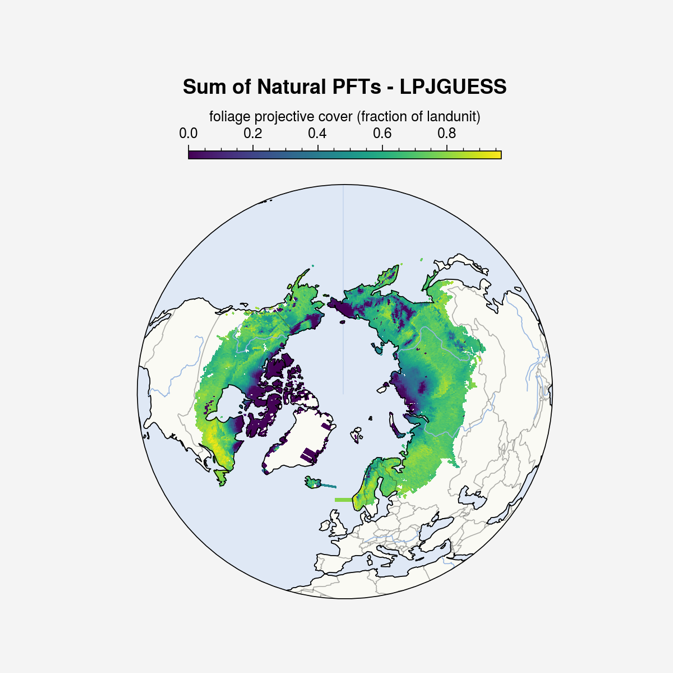 Sum of Natural PFTs - LPJGUESS
foliage projective cover (fraction of landunit)
0.0 0.2 0.4 0.6 0.8